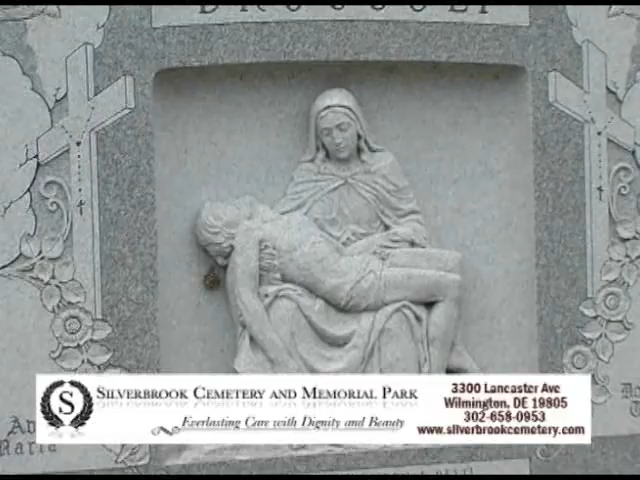 S
SILVERBROOK CEMETERY AND MEMORIAL PARK
Everlasting Care with Dignity and Beauty
3300 Lancaster Ave
Wilmington, DE 19805
302-658-0953
www.silverbrookcemetery.com